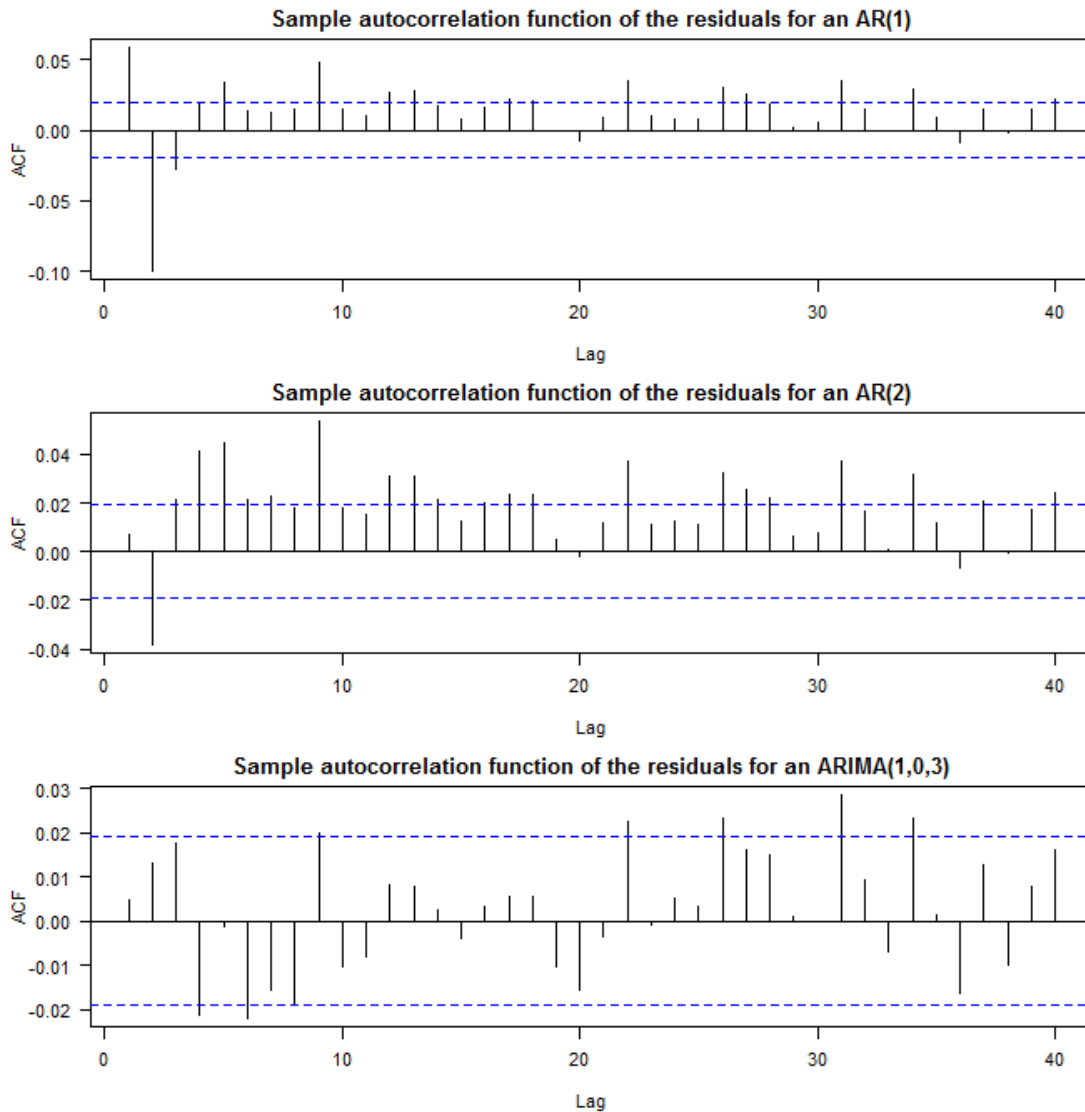 Sample autocorrelation function of the residuals for an AR(1)
0.05
0.00
-0.05
-0.10
ACF
0 10 20 30 40
Lag
Sample autocorrelation function of the residuals for an AR(2)
0.04
0.02
0.00
-0.02
-0.04
ACF
0 10 20 30 40
Lag
Sample autocorrelation function of the residuals for an ARIMA(1,0,3)
0.03
0.02
0.01
0.00
-0.01
-0.02
ACF
0 10 20 30 40
Lag